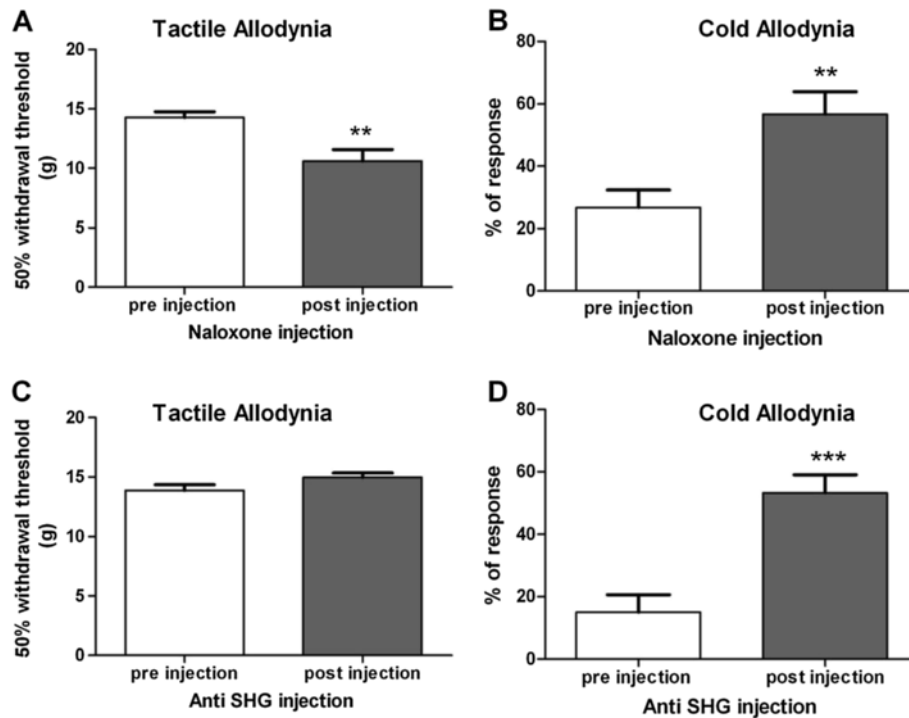 A
Tactile Allodynia
50% withdrawal threshold
(g)
20
15
10
5
0
**
pre injection
post injection
Naloxone injection
B
Cold Allodynia
% of response
80
60
40
20
0
**
pre injection
post injection
Naloxone injection
C
Tactile Allodynia
50% withdrawal threshold
(g)
20
15
10
5
0
pre injection
post injection
Anti SHG injection
D
Cold Allodynia
% of response
80
60
40
20
0
***
pre injection
post injection
Anti SHG injection